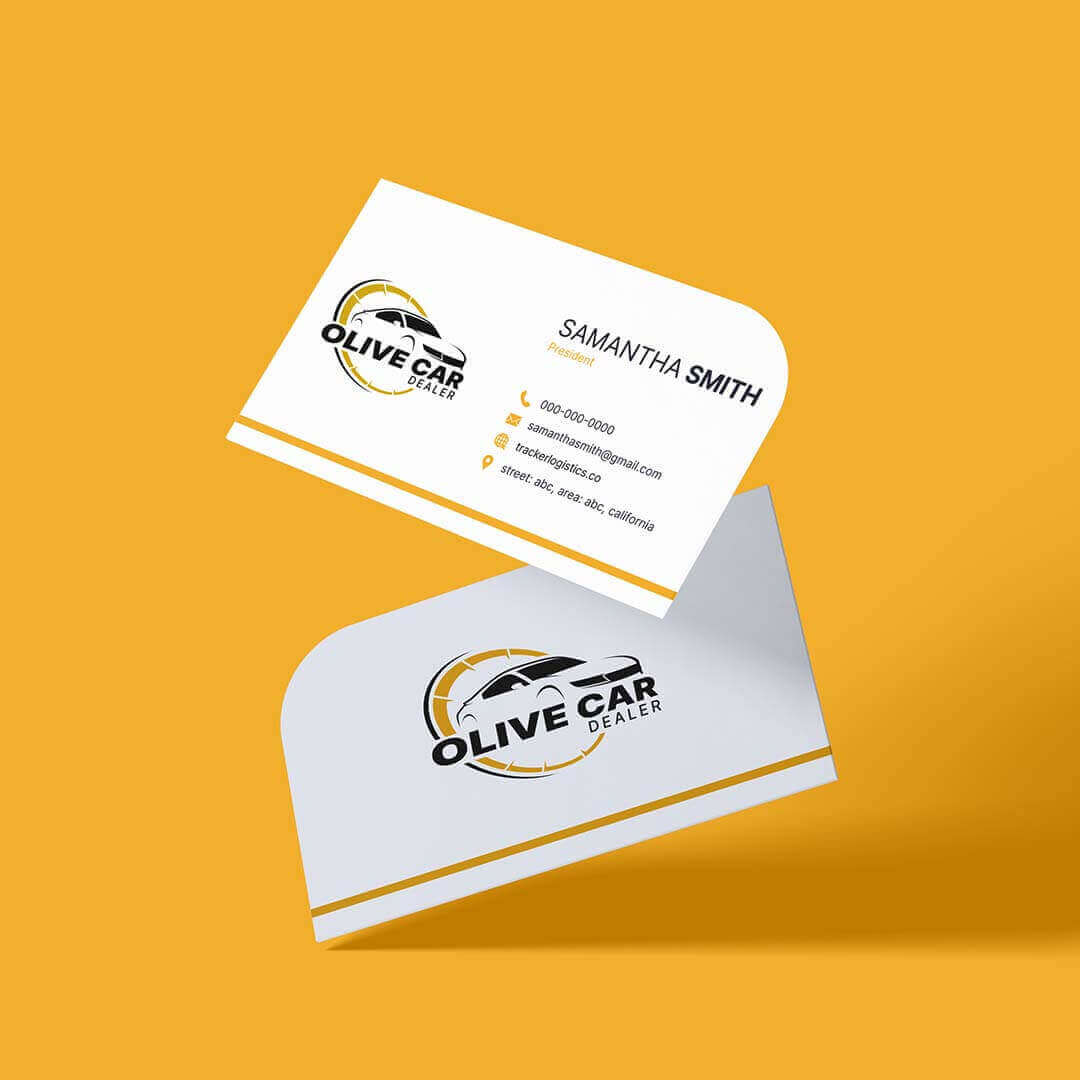 OLIVE CAR
DEALER
SAMANTHA SMITH
President
000-000-0000
samanthasmith@gmail.com
trackerlogistics.co
street: abc, area: abc, california
OLIVE CAR
DEALER